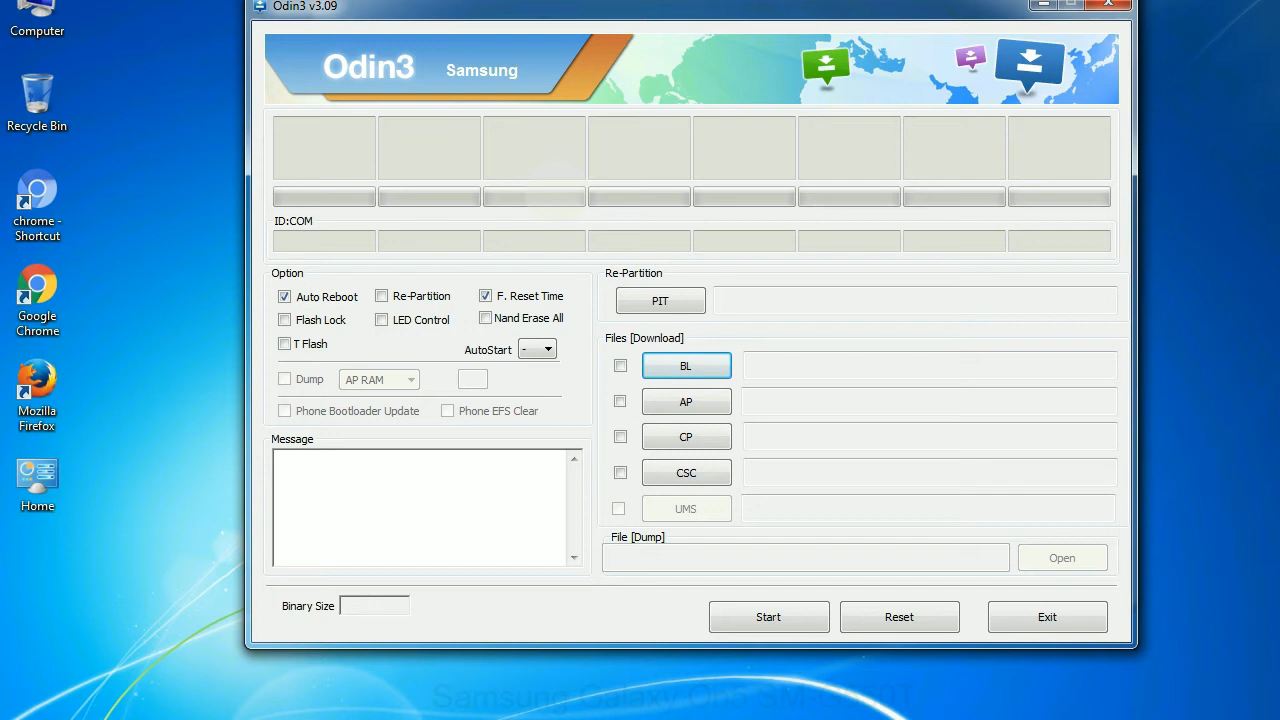 Odin3 v3.09
Computer
Recycle Bin
chrome -
Shortcut
Google
Chrome
Mozilla
Firefox
Home
Odin3 Samsung
ID:COM
Option
Auto Reboot Re-Partition F. Reset Time
Flash Lock LED Control Nand Erase All
T Flash AutoStart -
Dump AP RAM
Phone Bootloader Update Phone EFS Clear
Message
Re-Partition
PIT
Files [Download]
BL
AP
CP
CSC
UMS
File [Dump]
Open
Binary Size
Start Reset Exit
Samsung Galaxy On5